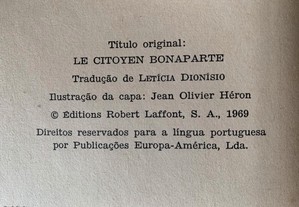 Título original:
LE CITOYEN BONAPARTE
Tradução de LETÍCIA DIONÍSIO
Ilustração da capa: Jean Olivier Héron
© Éditions Robert Laffont, S. A., 1969
Direitos reservados para a língua portuguesa
por Publicações Europa-América, Lda.